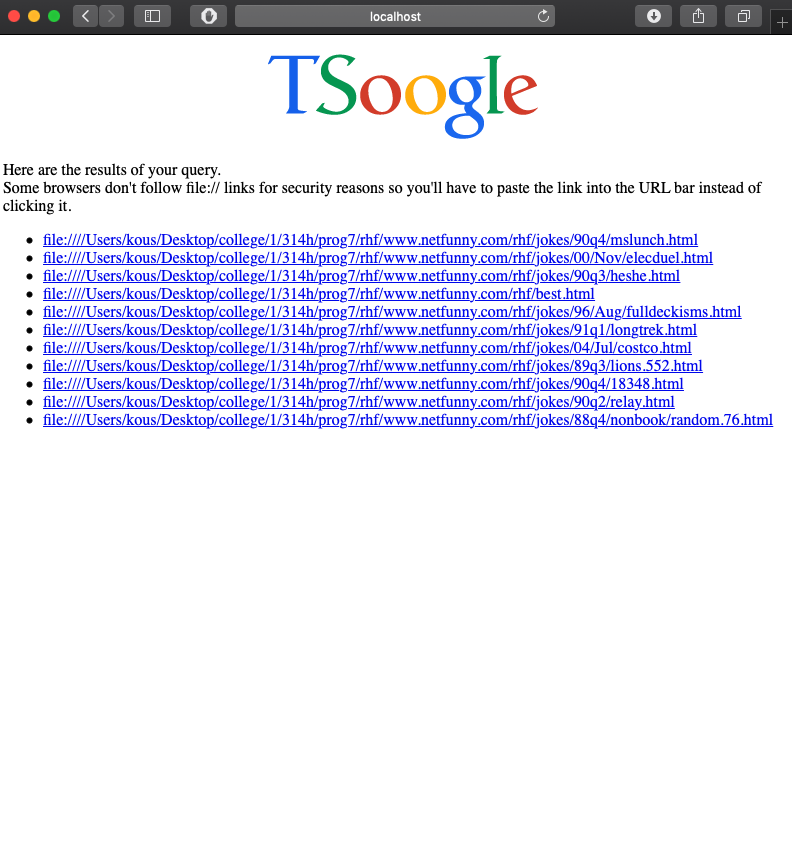 localhost
TSoogle
Here are the results of your query.
Some browsers don't follow file:// links for security reasons so you'll have to paste the link into the URL bar instead of
clicking it.
file:////Users/kous/Desktop/college/1/314h/prog7/rhf/www.netfunny.com/rhf/jokes/90q4/mslunch.html
file:////Users/kous/Desktop/college/1/314h/prog7/rhf/www.netfunny.com/rhf/jokes/00/Nov/elecduel.html
file:////Users/kous/Desktop/college/1/314h/prog7/rhf/www.netfunny.com/rhf/jokes/90q3/heshe.html
file:////Users/kous/Desktop/college/1/314h/prog7/rhf/www.netfunny.com/rhf/best.html
file:////Users/kous/Desktop/college/1/314h/prog7/rhf/www.netfunny.com/rhf/jokes/96/Aug/fulldeckisms.html
file:////Users/kous/Desktop/college/1/314h/prog7/rhf/www.netfunny.com/rhf/jokes/91q1/longtrek.html
file:////Users/kous/Desktop/college/1/314h/prog7/rhf/www.netfunny.com/rhf/jokes/04/Jul/costco.html
file:////Users/kous/Desktop/college/1/314h/prog7/rhf/www.netfunny.com/rhf/jokes/89q3/lions.552.html
file:////Users/kous/Desktop/college/1/314h/prog7/rhf/www.netfunny.com/rhf/jokes/90q4/18348.html
file:////Users/kous/Desktop/college/1/314h/prog7/rhf/www.netfunny.com/rhf/jokes/90q2/relay.html
file:////Users/kous/Desktop/college/1/314h/prog7/rhf/www.netfunny.com/rhf/jokes/88q4/nonbook/random.76.html